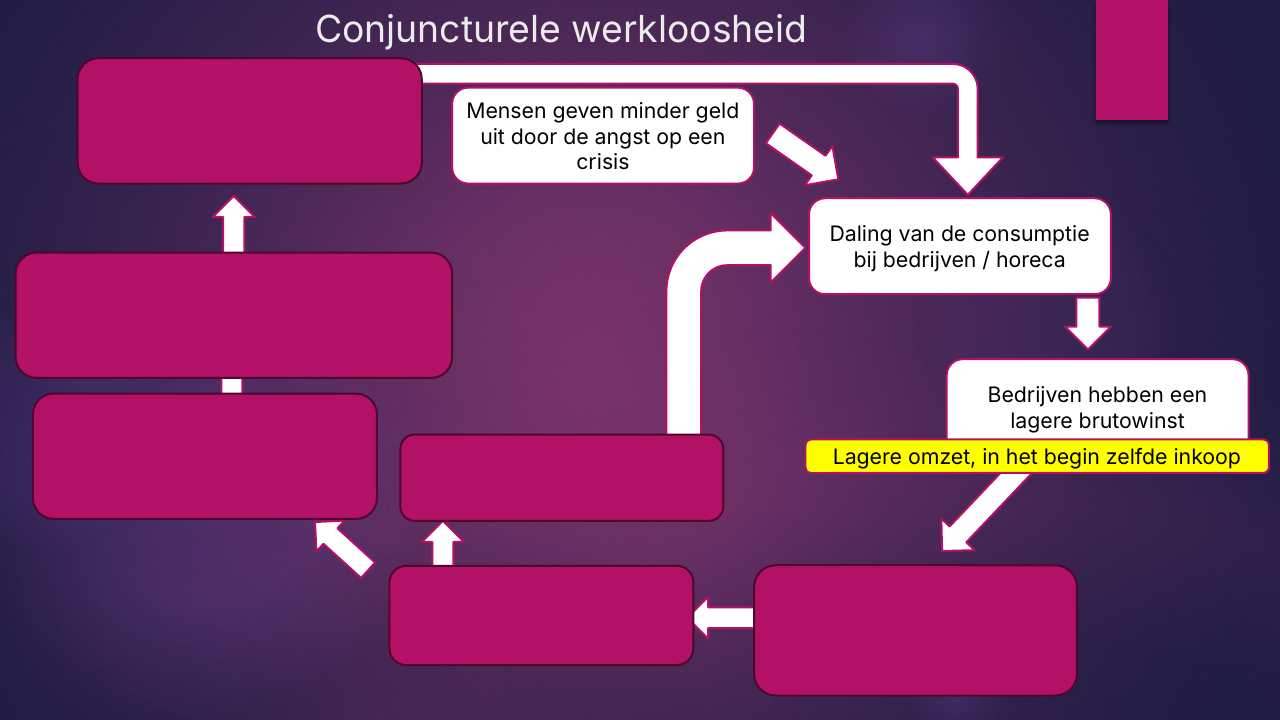 Conjuncturele werkloosheid
Mensen geven minder geld
uit door de angst op een
crisis
Daling van de consumptie
bij bedrijven / horeca
Bedrijven hebben een
lagere brutowinst
Lagere omzet, in het begin zelfde inkoop